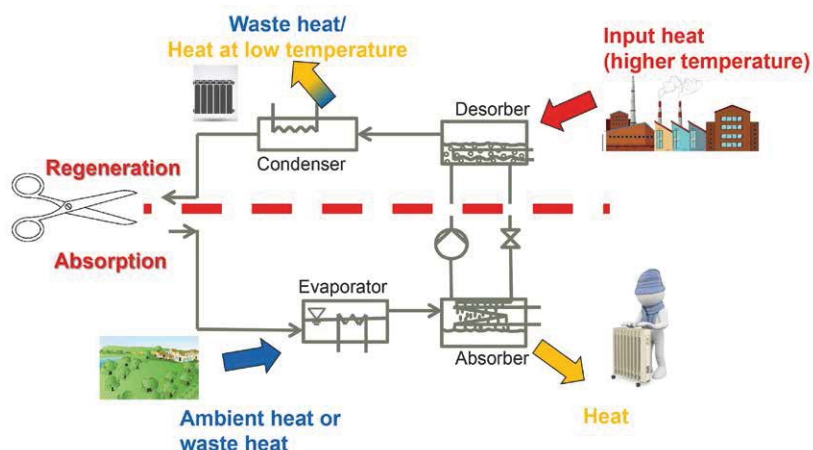 Waste heat/
Heat at low temperature
Input heat
(higher temperature)
Desorber
Condenser
Regeneration
Absorption
Evaporator
Absorber
Ambient heat or
waste heat
Heat